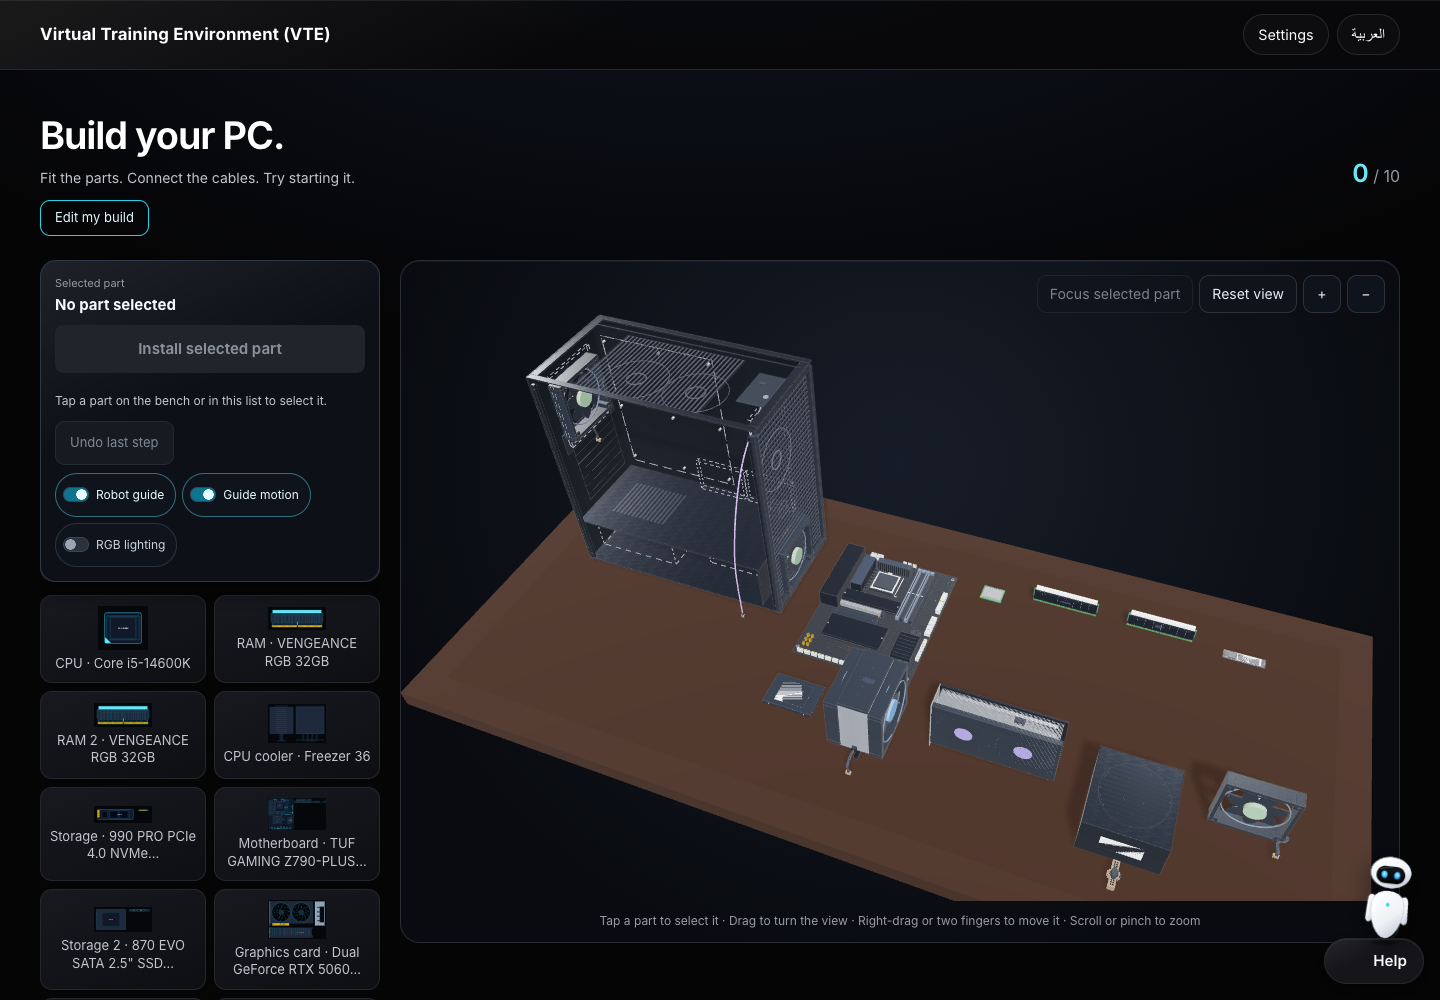 Virtual Training Environment (VTE)
Settings
العربية
Build your PC.
Fit the parts. Connect the cables. Try starting it.
0 / 10
Edit my build
Selected part
No part selected
Install selected part
Tap a part on the bench or in this list to select it.
Undo last step
Robot guide
Guide motion
RGB lighting
CPU · Core i5-14600K
RAM · VENGEANCE
RGB 32GB
RAM 2 · VENGEANCE
RGB 32GB
CPU cooler · Freezer 36
Storage · 990 PRO PCIe
4.0 NVMe...
Motherboard · TUF
GAMING Z790-PLUS...
Storage 2 · 870 EVO
SATA 2.5" SSD...
Graphics card · Dual
GeForce RTX 5060...
Focus selected part
Reset view
+
−
Tap a part to select it · Drag to turn the view · Right-drag or two fingers to move it · Scroll or pinch to zoom
Help